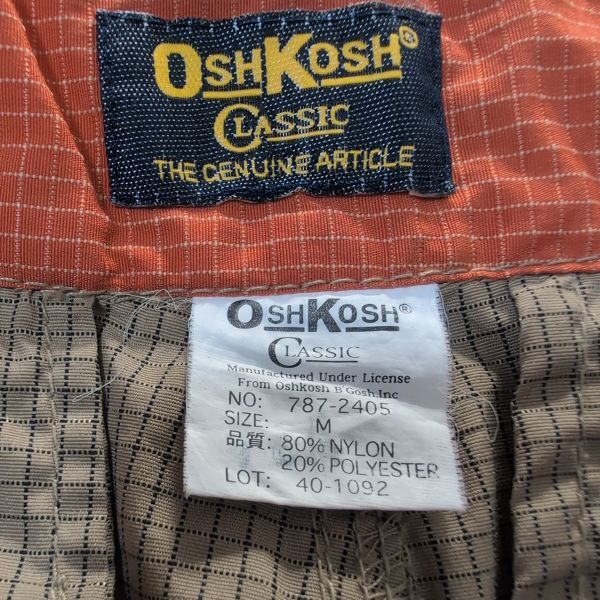 OSHKOSH®
CLASSIC
THE GENUINE ARTICLE
OSHKOSH®
CLASSIC
Manufactured Under License
From Oshkosh B'Gosh.Inc
NO: 787-2405
SIZE: M
品質: 80% NYLON
20% POLYESTER
LOT: 40-1092